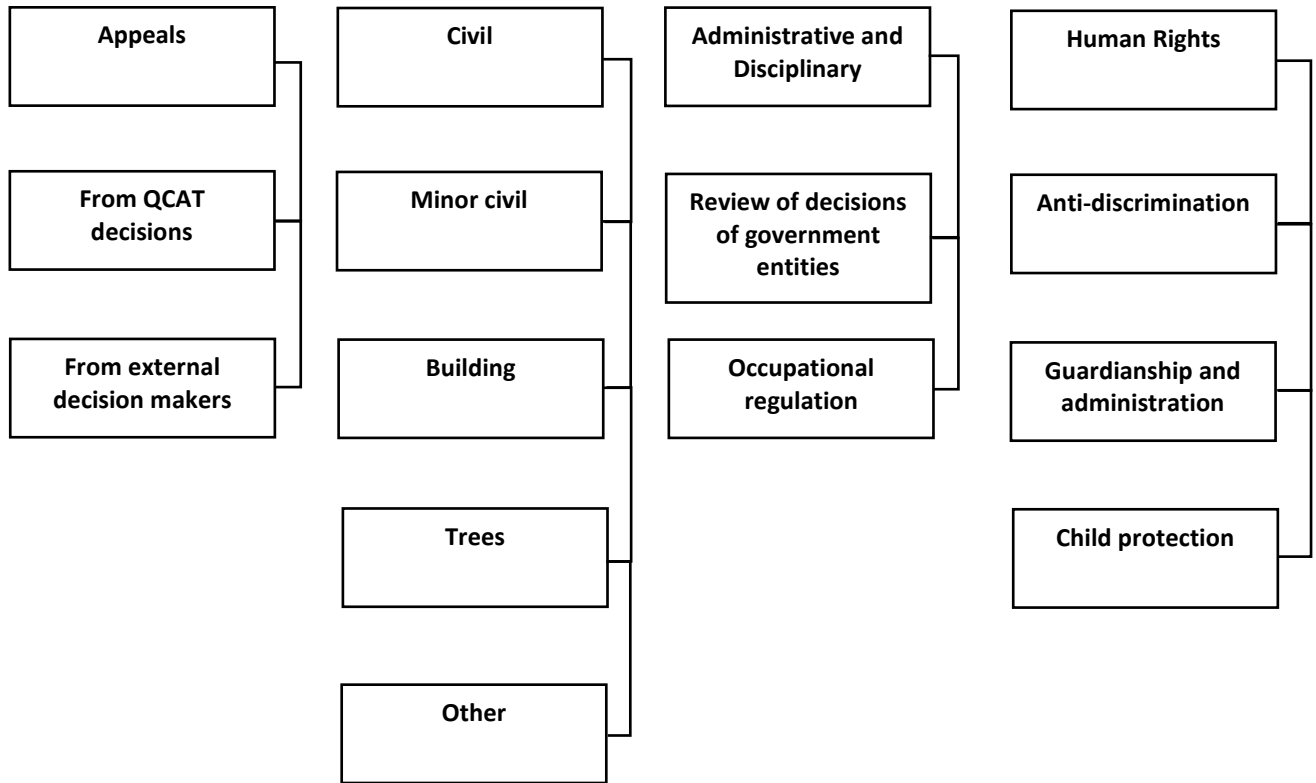 Appeals
From QCAT
decisions
From external
decision makers
Civil
Minor civil
Building
Trees
Other
Administrative and
Disciplinary
Review of decisions
of government
entities
Occupational
regulation
Human Rights
Anti-discrimination
Guardianship and
administration
Child protection